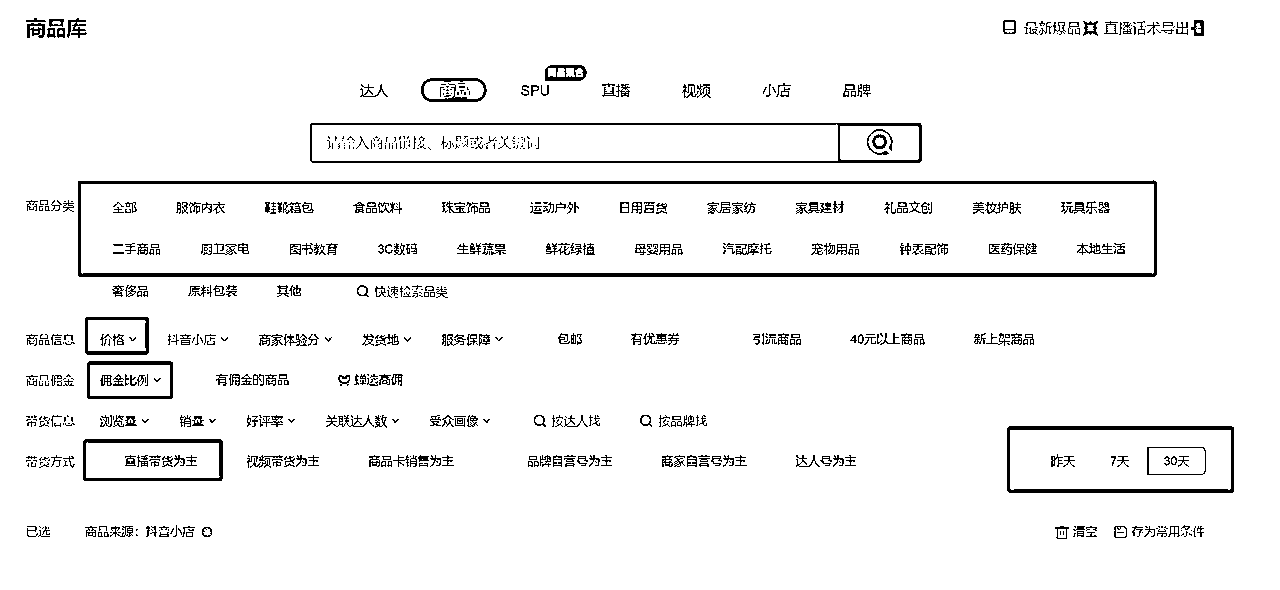 商品库
最新爆品 直播话术导出
达人 商品 SPU 直播 视频 小店 品牌
请输入商品链接、标题或者关键词
商品分类 全部 服饰内衣 鞋靴箱包 食品饮料 珠宝饰品 运动户外 日用百货 家居家纺 家具建材 礼品文创 美妆护肤 玩具乐器
二手商品 厨卫家电 图书教育 3C数码 生鲜蔬果 鲜花绿植 母婴用品 汽配摩托 宠物用品 钟表配饰 医药保健 本地生活
奢侈品 原料包装 其他 快速检索品类
商品信息 价格 抖音小店 商家体验分 发货地 服务保障 包邮 有优惠券 引流商品 40元以上商品 新上架商品
商品佣金 佣金比例 有佣金的商品 蝉选高佣
带货信息 浏览量 销量 好评率 关联达人数 受众画像 按达人找 按品牌找
带货方式 直播带货为主 视频带货为主 商品卡销售为主 品牌自营号为主 商家自营号为主 达人号为主 昨天 7天 30天
已选 商品来源：抖音小店 清空 存为常用条件